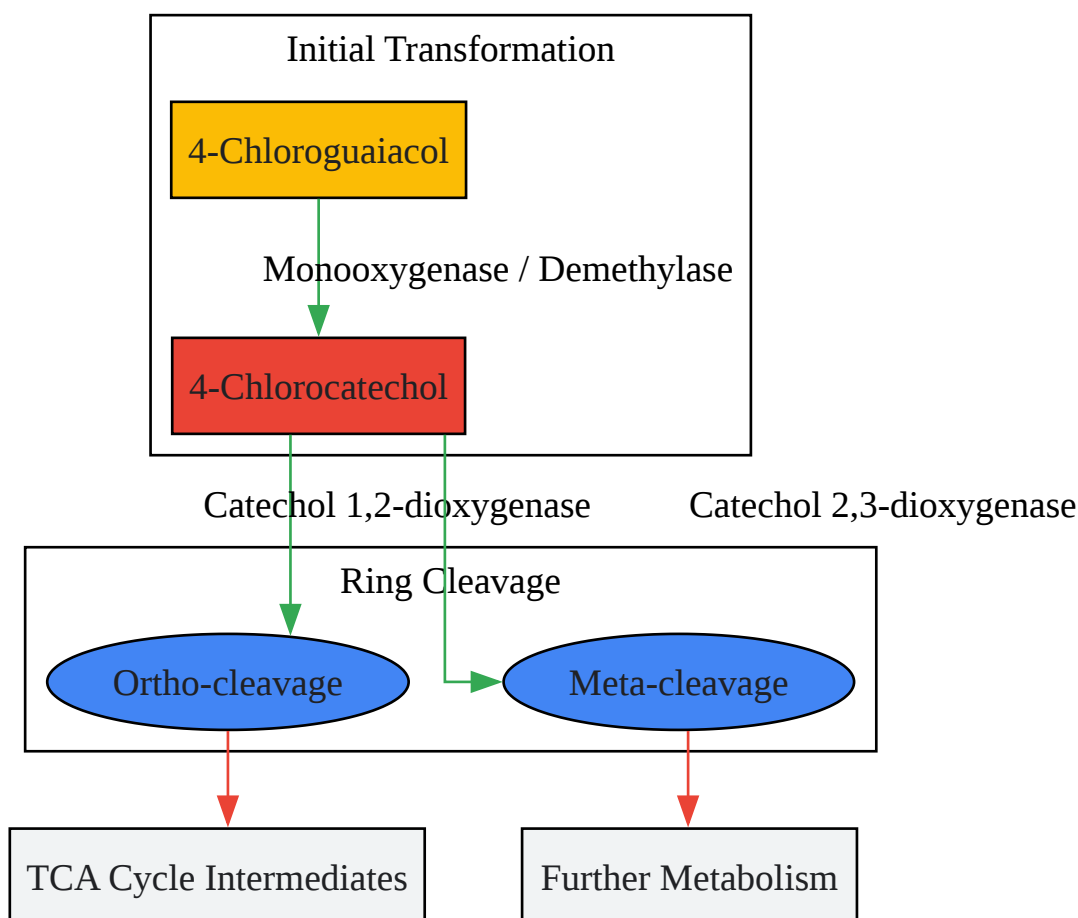 Initial Transformation
4-Chloroguaiacol
Monooxygenase / Demethylase
4-Chlorocatechol
Catechol 1,2-dioxygenase
Catechol 2,3-dioxygenase
Ring Cleavage
Ortho-cleavage
Meta-cleavage
TCA Cycle Intermediates
Further Metabolism